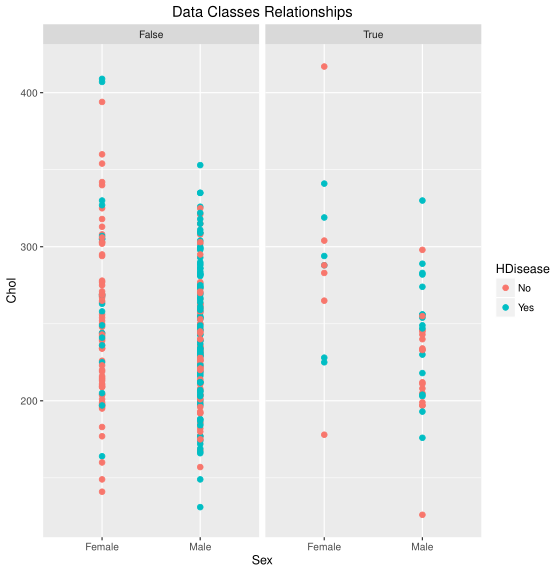 Data Classes Relationships
False
True
400
300
200
Chol
Female
Male
Female
Male
Sex
HDisease
No
Yes